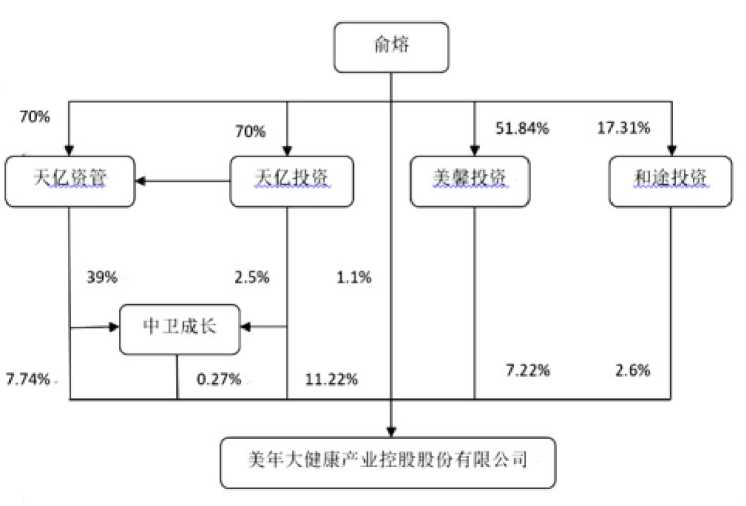 俞熔
70%
70%
51.84%
17.31%
天亿资管
天亿投资
美馨投资
和途投资
39%
2.5%
1.1%
中卫成长
7.74%
0.27%
11.22%
7.22%
2.6%
美年大健康产业控股股份有限公司